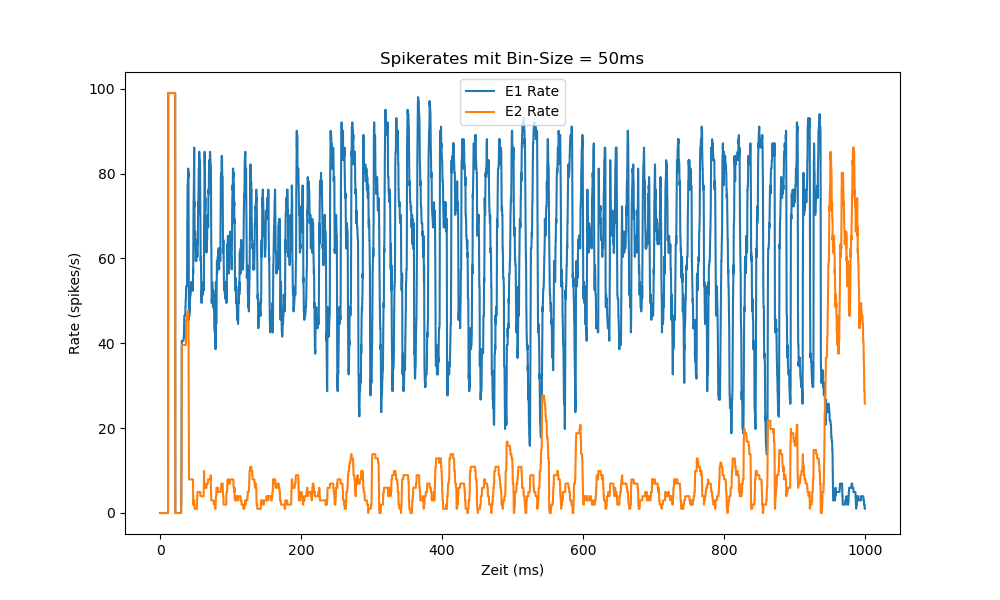 Spikerates mit Bin-Size = 50ms
E1 Rate
E2 Rate
Rate (spikes/s)
100
80
60
40
20
0
0 200 400 600 800 1000
Zeit (ms)